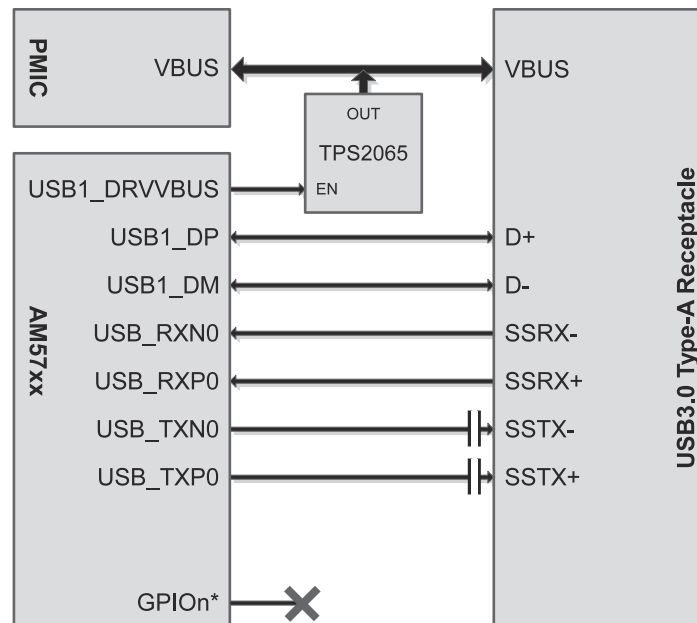 PMIC
VBUS
VBUS
OUT
TPS2065
EN
AM57xx
USB1_DRVVBUS
USB1_DP
D+
USB1_DM
D-
USB_RXN0
SSRX-
USB_RXP0
SSRX+
USB_TXN0
SSTX-
USB_TXP0
SSTX+
GPIOn*
USB3.0 Type-A Receptacle